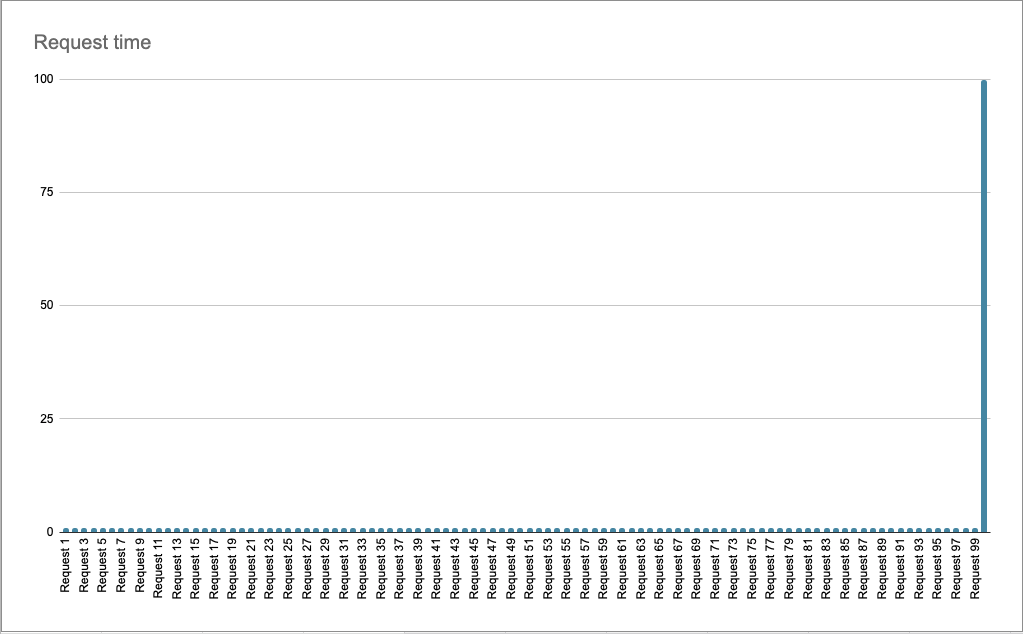 Request time
100
75
50
25
0
Request 1
Request 3
Request 5
Request 7
Request 9
Request 11
Request 13
Request 15
Request 17
Request 19
Request 21
Request 23
Request 25
Request 27
Request 29
Request 31
Request 33
Request 35
Request 37
Request 39
Request 41
Request 43
Request 45
Request 47
Request 49
Request 51
Request 53
Request 55
Request 57
Request 59
Request 61
Request 63
Request 65
Request 67
Request 69
Request 71
Request 73
Request 75
Request 77
Request 79
Request 81
Request 83
Request 85
Request 87
Request 89
Request 91
Request 93
Request 95
Request 97
Request 99